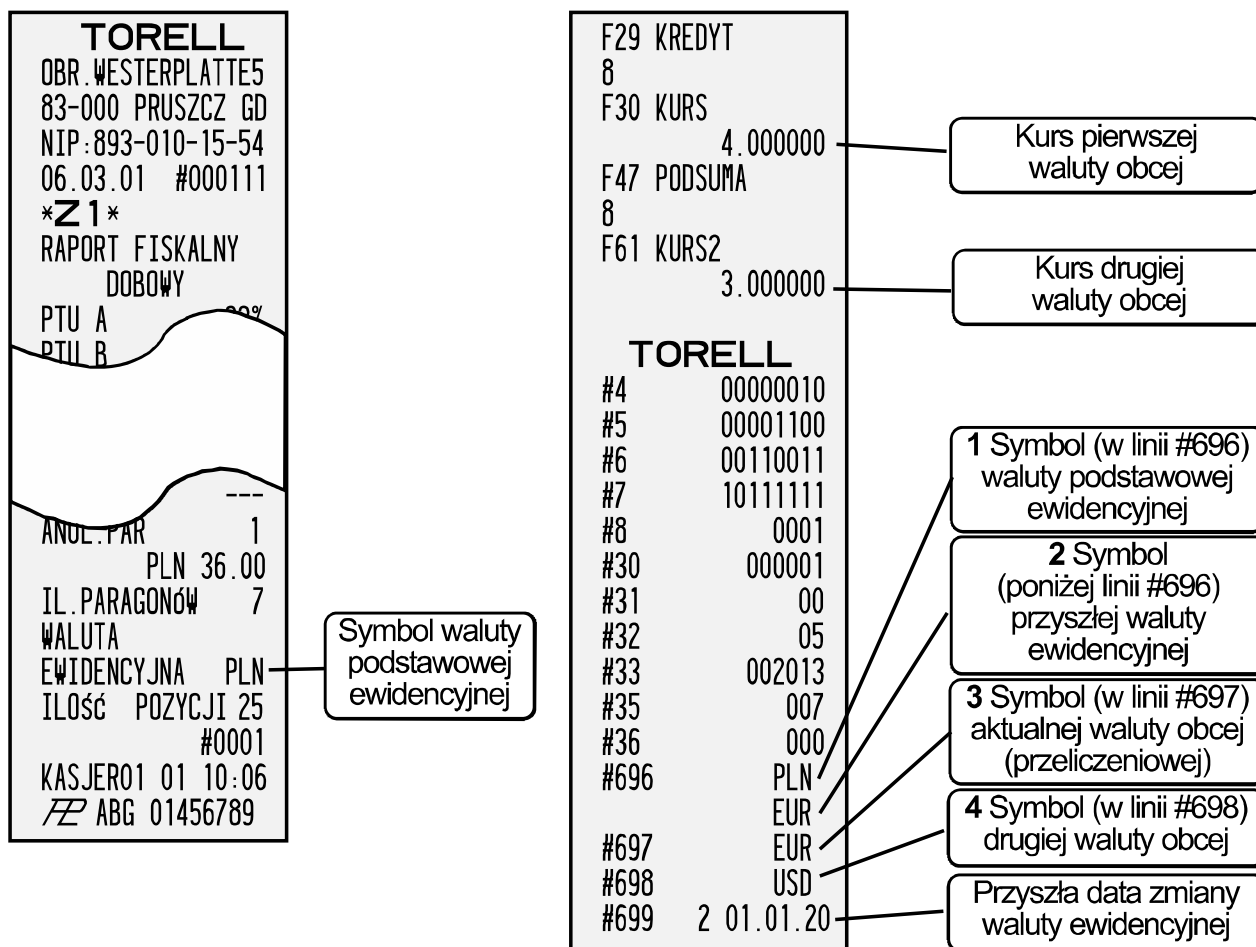 TORELL
OBR.WESTERPLATTE5
83-000 PRUSZCZ GD
NIP:893-010-15-54
06.03.01 #000111
*Z1*
RAPORT FISKALNY
DOBOWY
PTU A
PTU B
---
ANUL.PAR 1
PLN 36.00
IL.PARAGONÓW 7
WALUTA
EWIDENCYJNA PLN
ILOŚĆ POZYCJI 25
#0001
KASJER01 01 10:06
ABG 01456789
Symbol waluty
podstawowej
ewidencyjnej
F29 KREDYT
8
F30 KURS
4.000000
F47 PODSUMA
8
F61 KURS2
3.000000
TORELL
#4 00000010
#5 00001100
#6 00110011
#7 10111111
#8 0001
#30 000001
#31 00
#32 05
#33 002013
#35 007
#36 000
#696 PLN
EUR
#697 EUR
#698 USD
#699 2 01.01.20
Kurs pierwszej
waluty obcej
Kurs drugiej
waluty obcej
1 Symbol (w linii #696)
waluty podstawowej
ewidencyjnej
2 Symbol
(poniżej linii #696)
przyszłej waluty
ewidencyjnej
3 Symbol (w linii #697)
aktualnej waluty obcej
(przeliczeniowej)
4 Symbol (w linii #698)
drugiej waluty obcej
Przyszła data zmiany
waluty ewidencyjnej